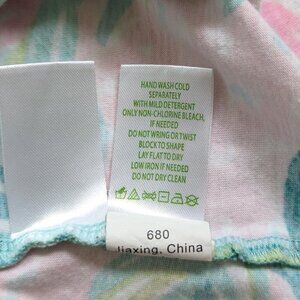 HAND WASH COLD
SEPARATELY
WITH MILD DETERGENT
ONLY NON-CHLORINE BLEACH,
IF NEEDED
DO NOT WRING OR TWIST
BLOCK TO SHAPE
LAY FLAT TO DRY
LOW IRON IF NEEDED
DO NOT DRY CLEAN
680
Jiaxing, China